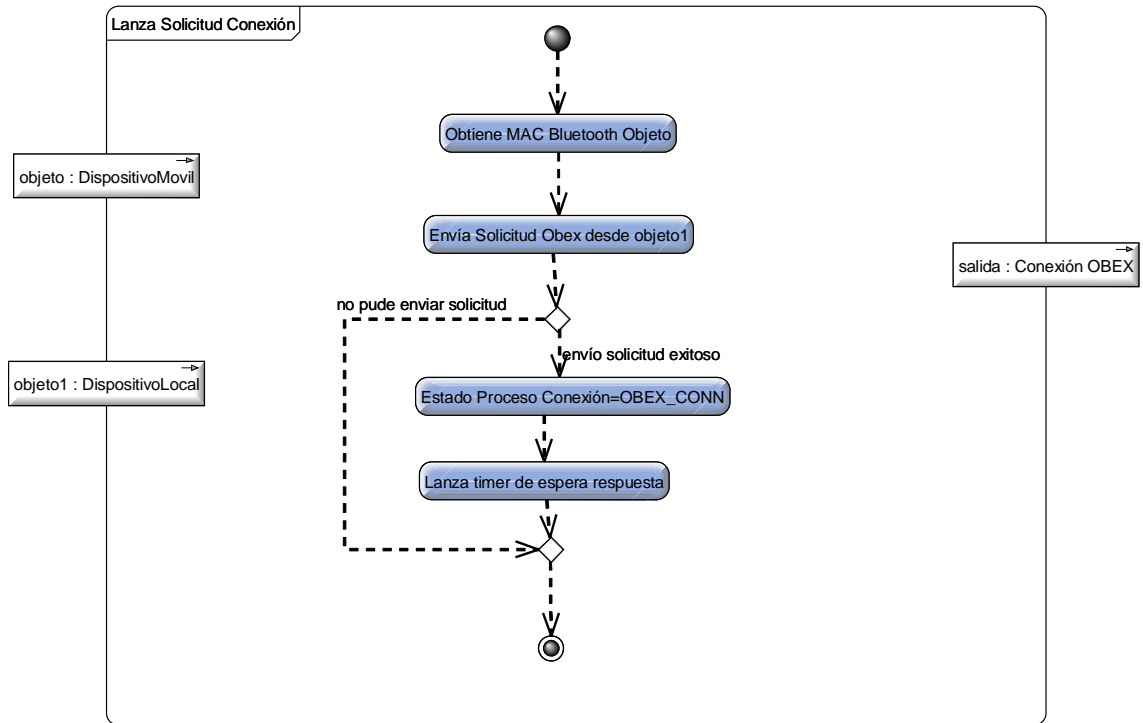 Lanza Solicitud Conexión
Obtiene MAC Bluetooth Objeto
objeto : DispositivoMovil
Envía Solicitud Obex desde objeto1
salida : Conexión OBEX
no pude enviar solicitud
envío solicitud exitoso
objeto1 : DispositivoLocal
Estado Proceso Conexión=OBEX_CONN
Lanza timer de espera respuesta